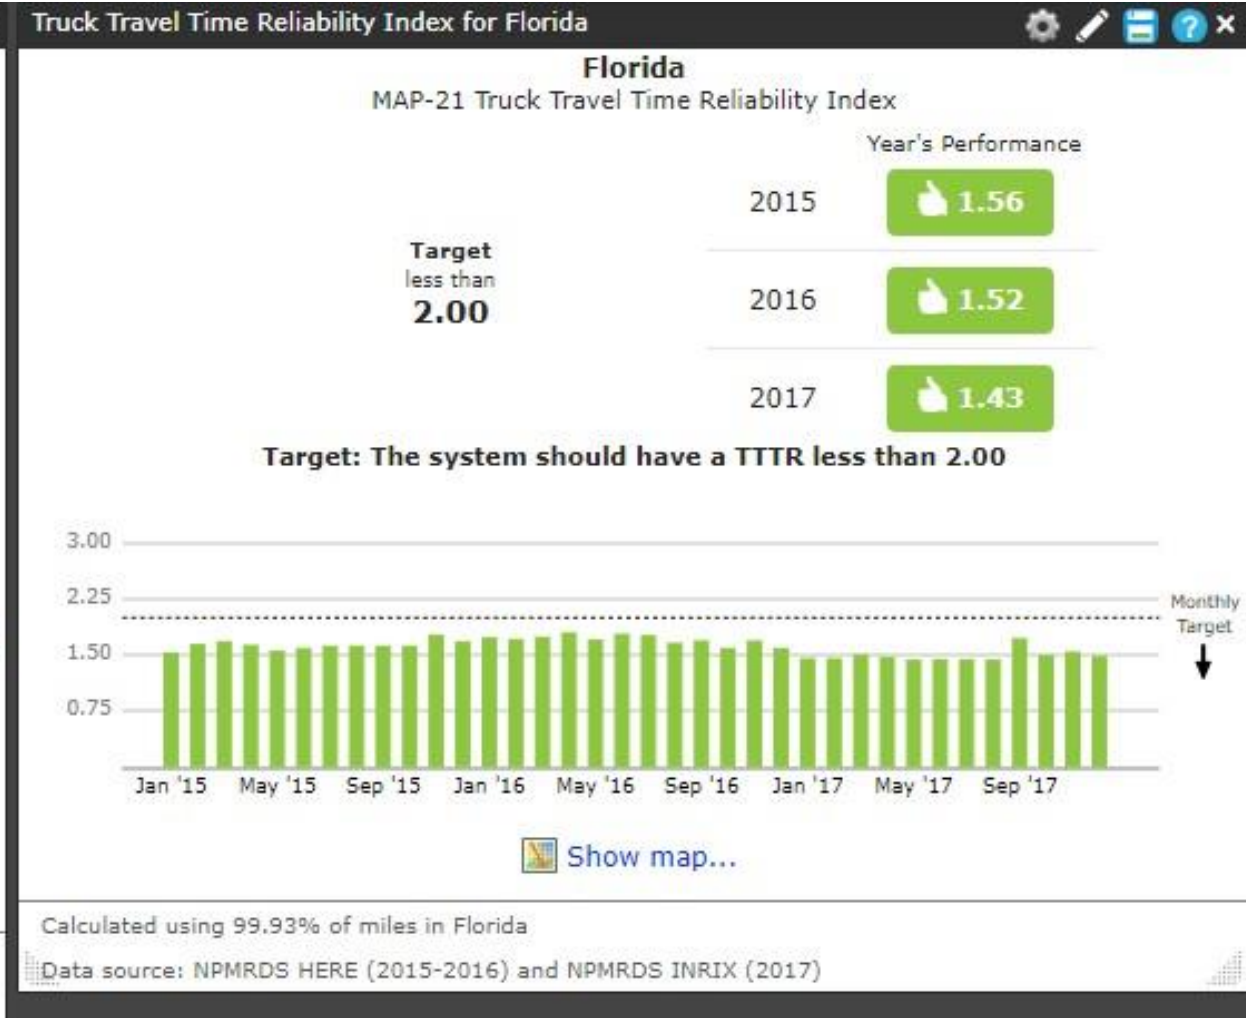 Truck Travel Time Reliability Index for Florida
Florida
MAP-21 Truck Travel Time Reliability Index
Year's Performance
2015 1.56
Target
less than
2.00
2016 1.52
2017 1.43
Target: The system should have a TTTR less than 2.00
3.00
2.25
Monthly
Target
1.50
0.75
Jan '15 May '15 Sep '15 Jan '16 May '16 Sep '16 Jan '17 May '17 Sep '17
Show map...
Calculated using 99.93% of miles in Florida
Data source: NPMRDS HERE (2015-2016) and NPMRDS INRIX (2017)